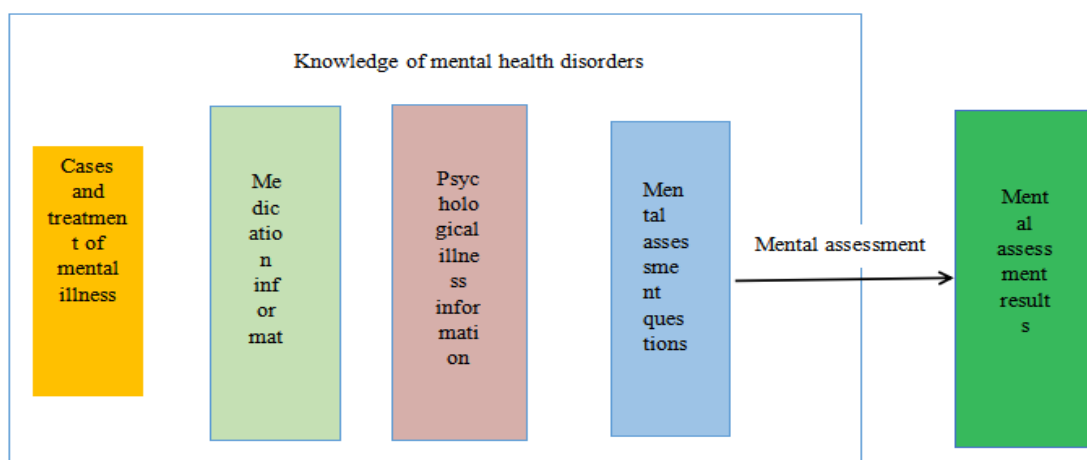 Knowledge of mental health disorders
Cases
and
treatmen
t of
mental
illness
Me
dic
atio
n
inf
or
mat
Psyc
holo
gical
illne
ss
infor
mati
on
Men
tal
asses
sme
nt
ques
tions
Mental assessment
Ment
al
assess
ment
result
s